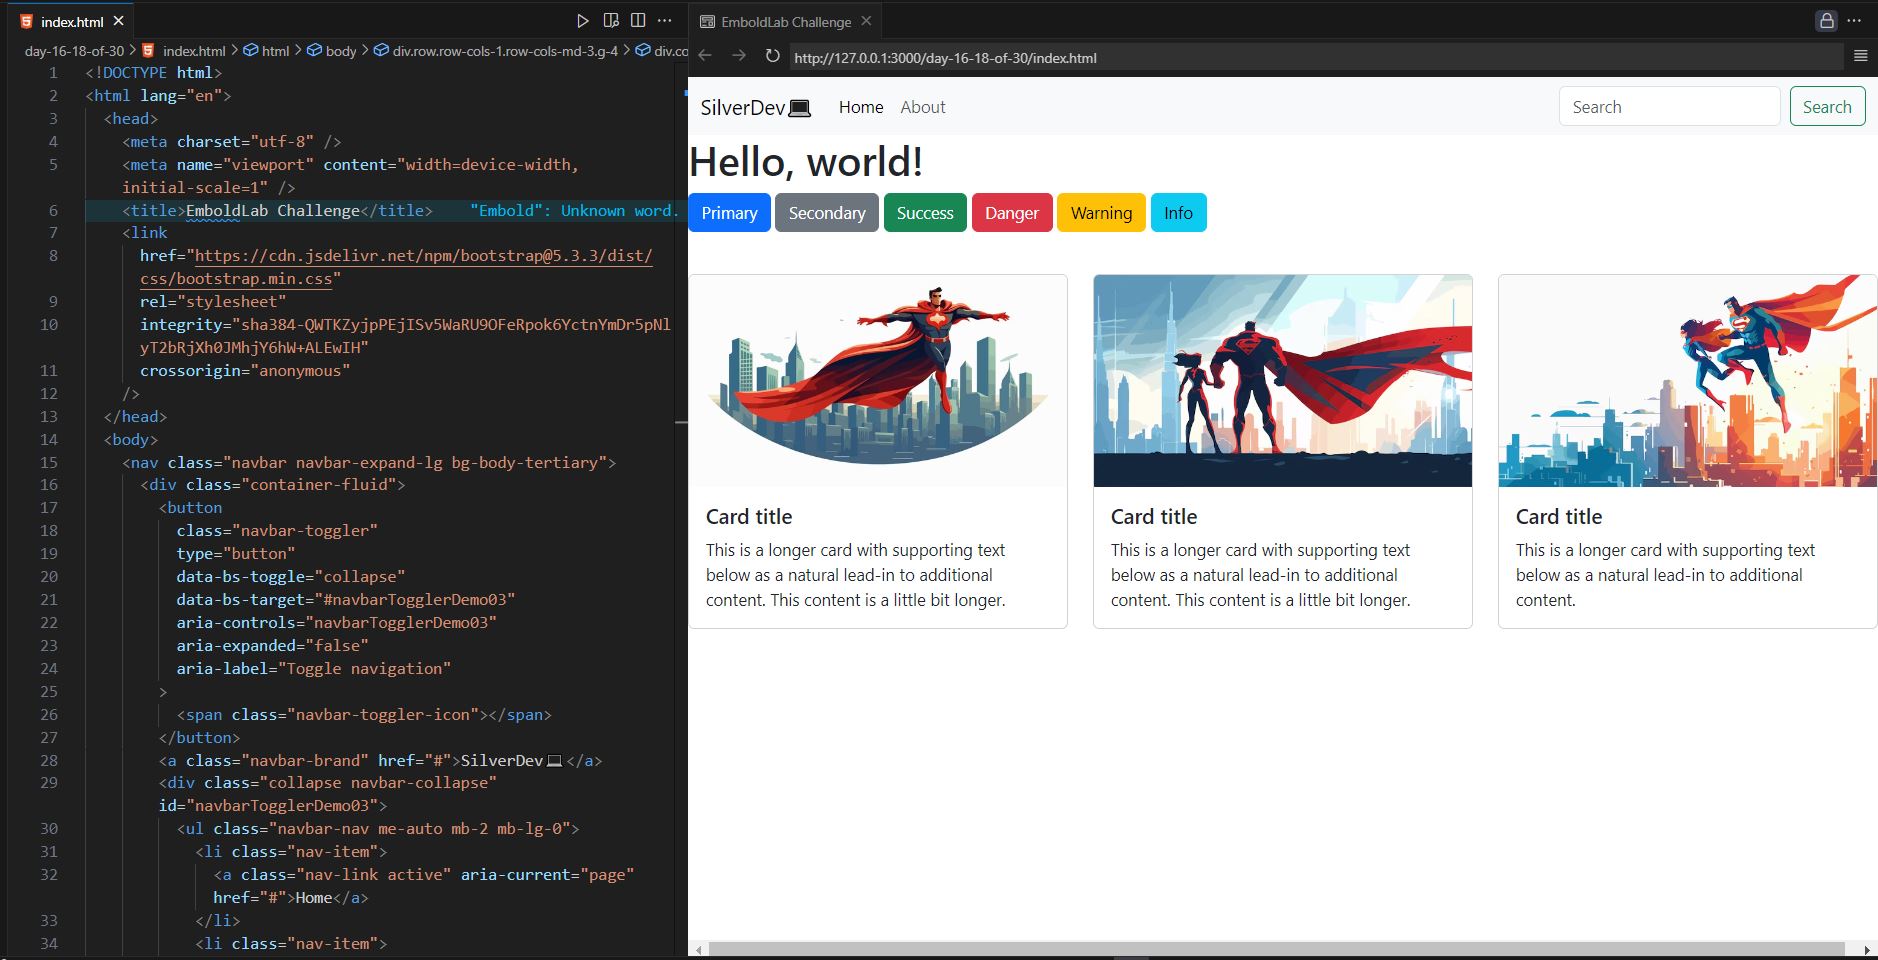 index.html
day-16-18-of-30 > index.html > html > body > div.row.row-cols-1.row-cols-md-3.g-4 > div.co
1 <!DOCTYPE html>
2 <html lang="en">
3 <head>
4 <meta charset="utf-8" />
5 <meta name="viewport" content="width=device-width,
initial-scale=1" />
6 <title>EmboldLab Challenge</title> "Embold": Unknown word.
7 <link
8 href="https://cdn.jsdelivr.net/npm/bootstrap@5.3.3/dist/
css/bootstrap.min.css"
9 rel="stylesheet"
10 integrity="sha384-QWTKZyjpPEjISv5WaRU9OFeRpok6YctnYmDr5pNl
yT2bRjXh0JMhjY6hW+ALEwIH"
11 crossorigin="anonymous"
12 />
13 </head>
14 <body>
15 <nav class="navbar navbar-expand-lg bg-body-tertiary">
16 <div class="container-fluid">
17 <button
18 class="navbar-toggler"
19 type="button"
20 data-bs-toggle="collapse"
21 data-bs-target="#navbarTogglerDemo03"
22 aria-controls="navbarTogglerDemo03"
23 aria-expanded="false"
24 aria-label="Toggle navigation"
25 >
26 <span class="navbar-toggler-icon"></span>
27 </button>
28 <a class="navbar-brand" href="#">SilverDev💻</a>
29 <div class="collapse navbar-collapse"
id="navbarTogglerDemo03">
30 <ul class="navbar-nav me-auto mb-2 mb-lg-0">
31 <li class="nav-item">
32 <a class="nav-link active" aria-current="page"
href="#">Home</a>
33 </li>
34 <li class="nav-item">
EmboldLab Challenge
http://127.0.0.1:3000/day-16-18-of-30/index.html
SilverDev💻 Home About Search Search
Hello, world!
Primary Secondary Success Danger Warning Info
Card title
This is a longer card with supporting text
below as a natural lead-in to additional
content. This content is a little bit longer.
Card title
This is a longer card with supporting text
below as a natural lead-in to additional
content. This content is a little bit longer.
Card title
This is a longer card with supporting text
below as a natural lead-in to additional
content.